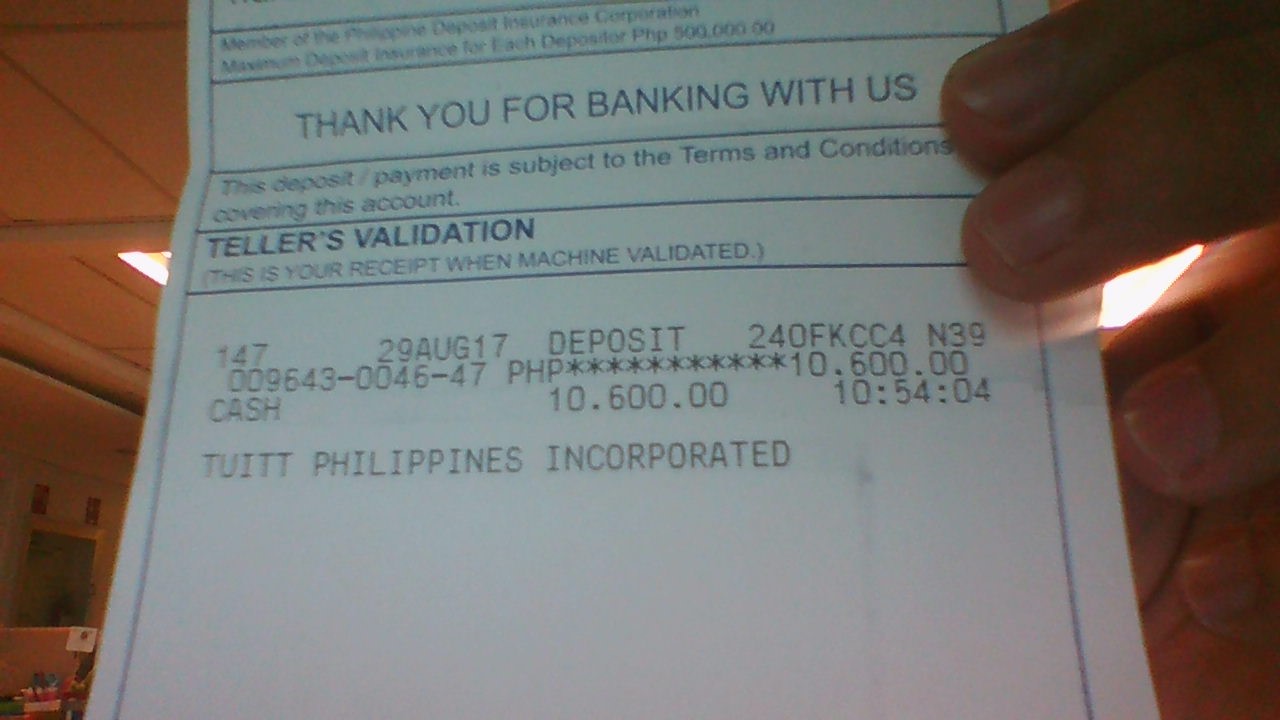 Member of the Philippine Deposit Insurance Corporation
Maximum Deposit Insurance for Each Depositor Php 500,000.00
THANK YOU FOR BANKING WITH US
This deposit / payment is subject to the Terms and Conditions
covering this account.
TELLER'S VALIDATION
(THIS IS YOUR RECEIPT WHEN MACHINE VALIDATED.)
147 29AUG17 DEPOSIT 240FKCC4 N39
009643-0046-47 PHP***********10.600.00
CASH 10.600.00 10:54:04
TUITT PHILIPPINES INCORPORATED